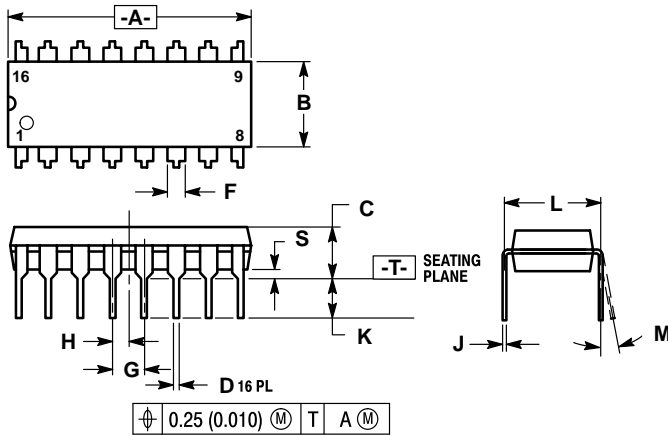 -A-
16 9
B
1 8
F
C
S
-T- SEATING
PLANE
K
H
G
D 16 PL
L
J
M
⌖ 0.25 (0.010) Ⓜ T A Ⓜ